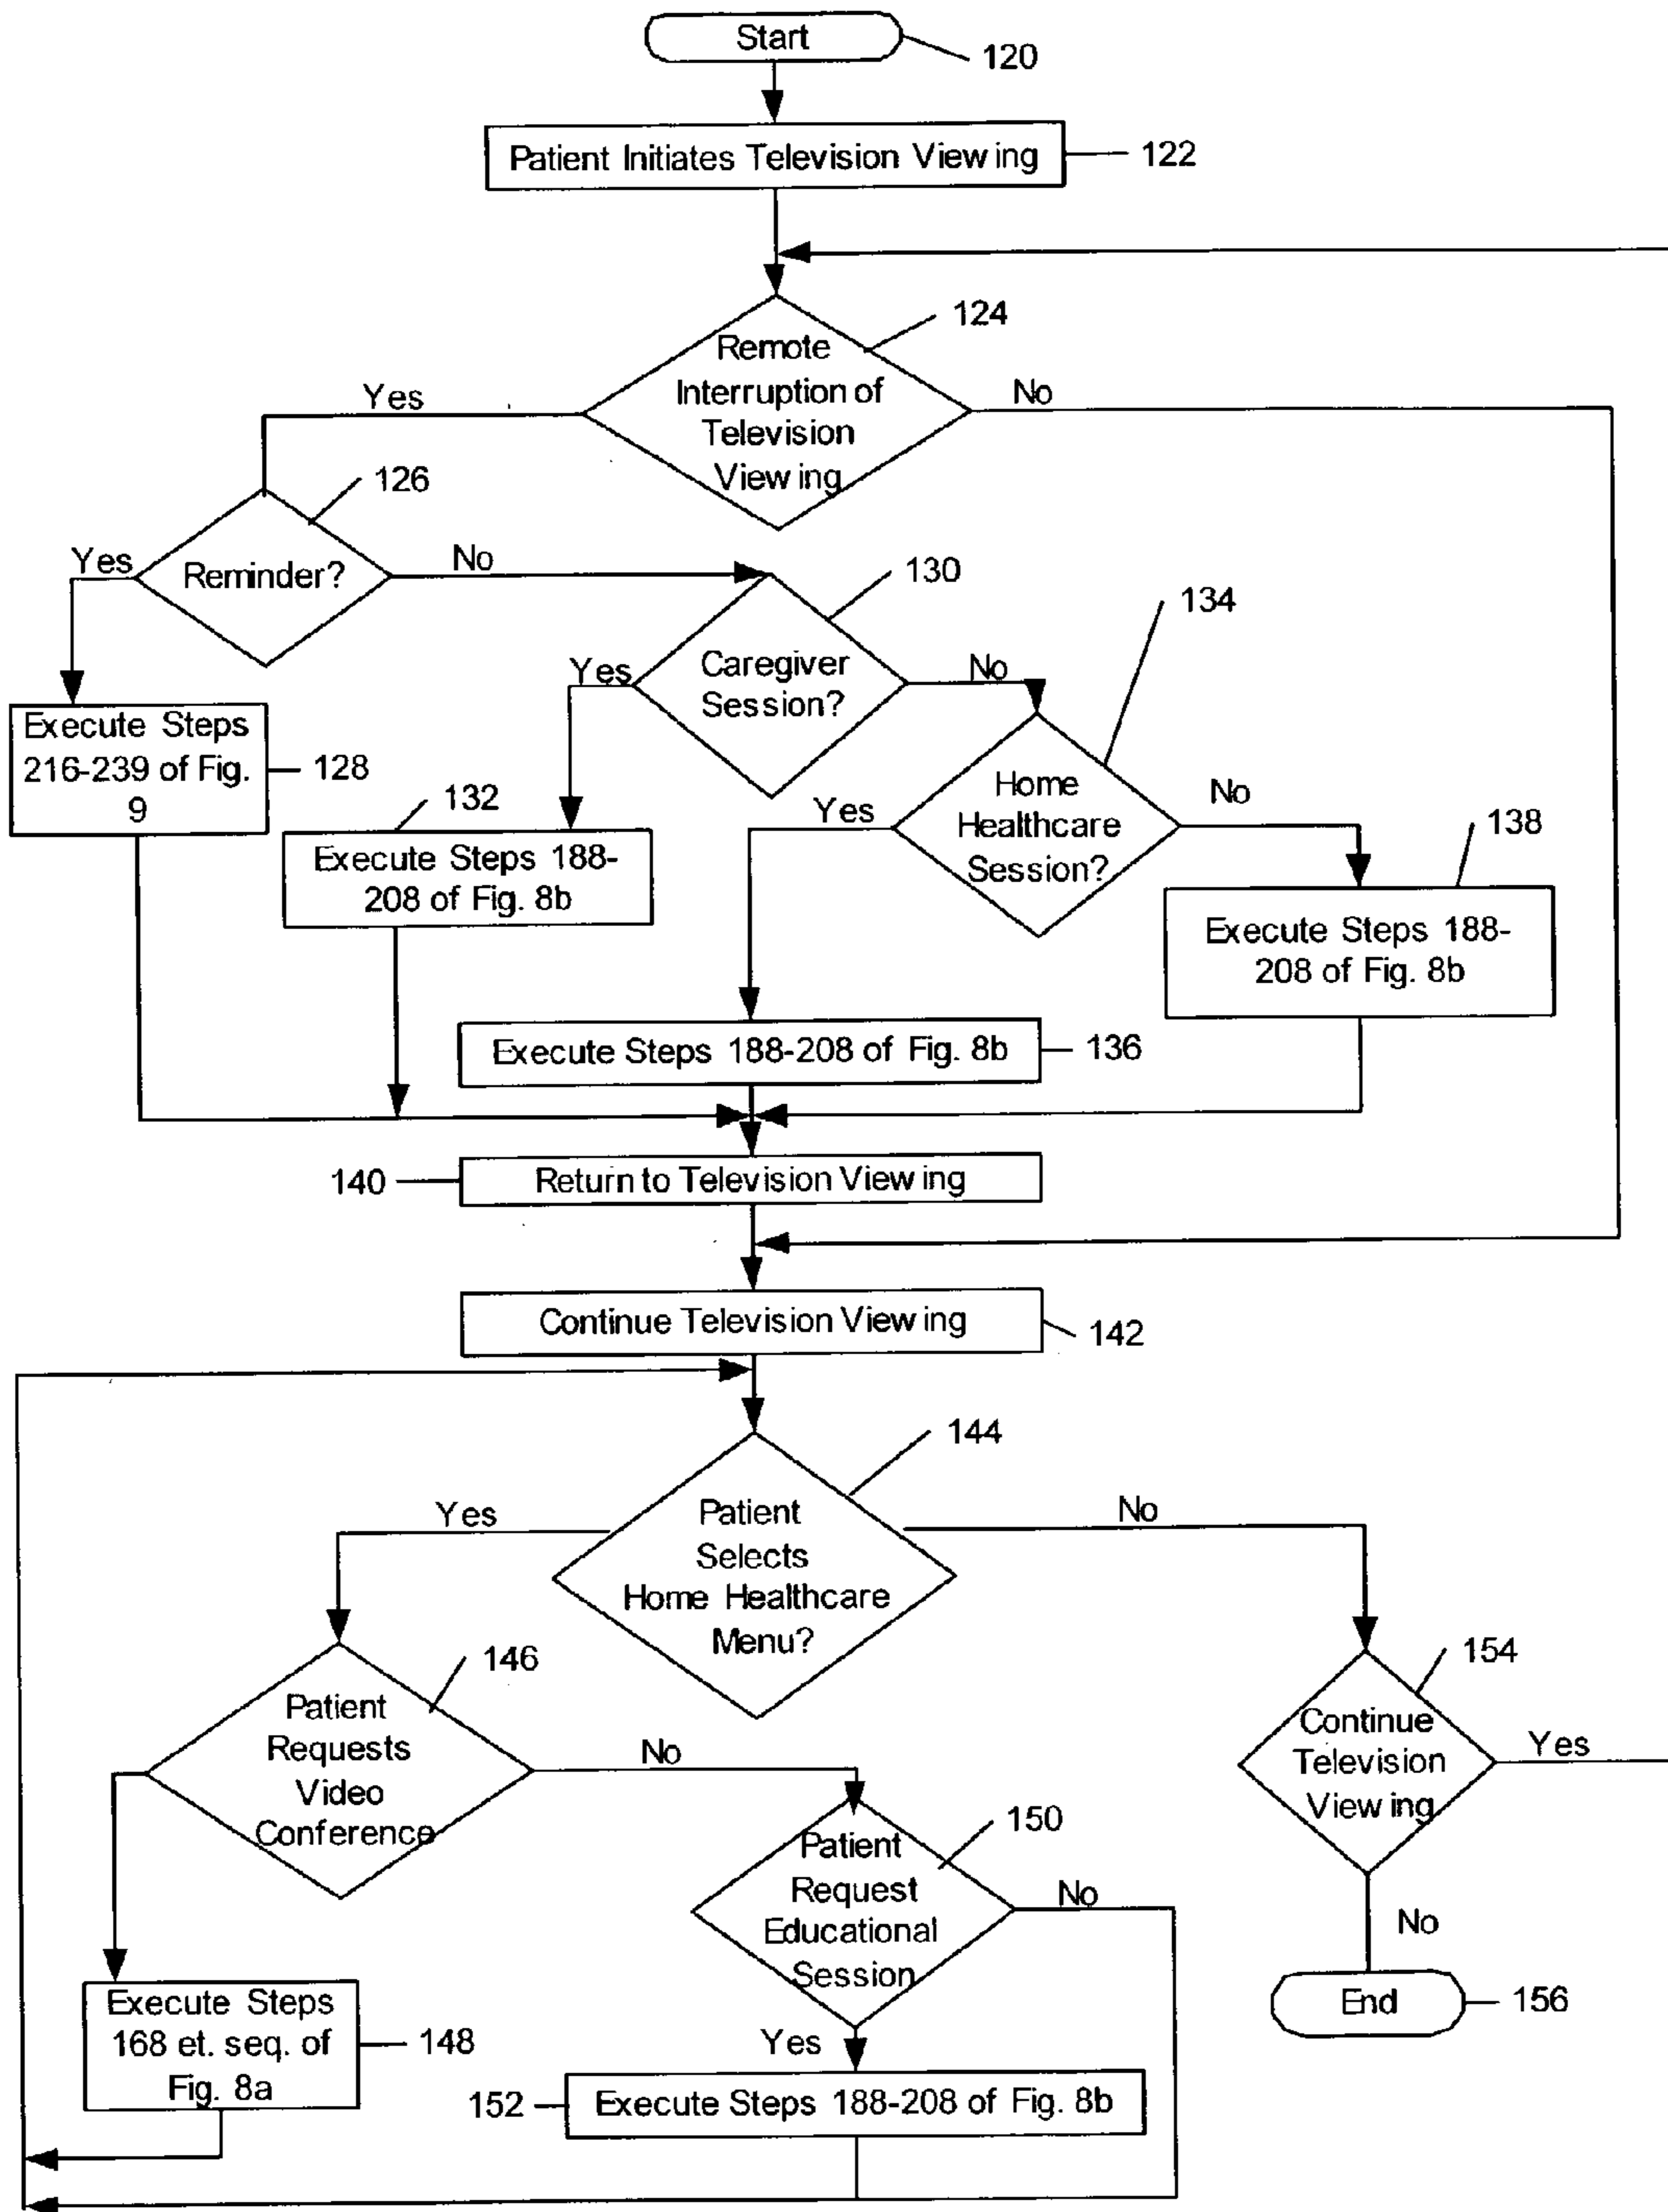 Start
120
Patient Initiates Television Viewing
122
124
Remote
Interruption of
Television
Viewing
Yes
No
126
Reminder?
Yes
No
130
134
Caregiver
Session?
Yes
No
Execute Steps
216-239 of Fig.
9
128
132
Home
Healthcare
Session?
Yes
No
138
Execute Steps 188-
208 of Fig. 8b
Execute Steps 188-
208 of Fig. 8b
Execute Steps 188-208 of Fig. 8b
136
140
Return to Television Viewing
Continue Television Viewing
142
144
Patient
Selects
Home Healthcare
Menu?
Yes
No
146
Patient
Requests
Video
Conference
No
154
Continue
Television
Viewing
Yes
150
Patient
Request
Educational
Session
No
No
Execute Steps
168 et. seq. of
Fig. 8a
148
Yes
End
156
152
Execute Steps 188-208 of Fig. 8b